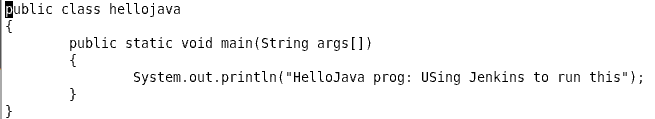 public class hellojava
{
        public static void main(String args[])
        {
                System.out.println("HelloJava prog: USing Jenkins to run this");
        }
}